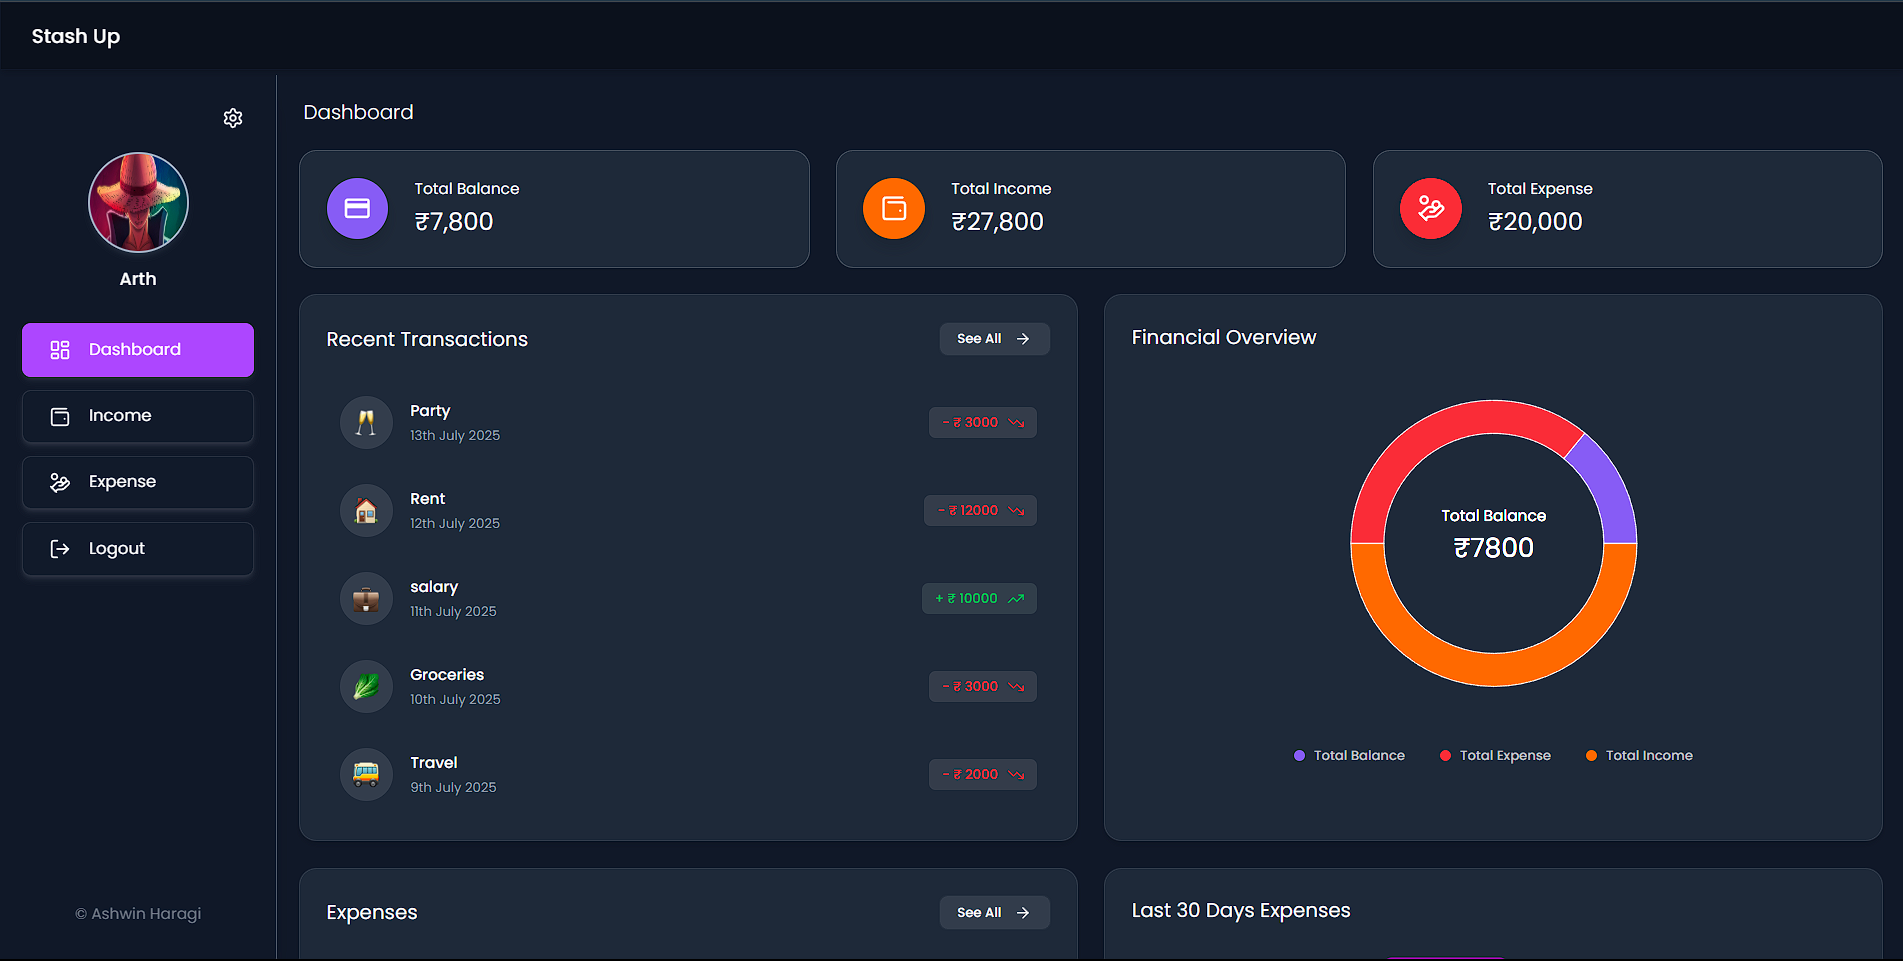 Stash Up
Arth
Dashboard
Income
Expense
Logout
© Ashwin Haragi
Dashboard
Total Balance
₹7,800
Total Income
₹27,800
Total Expense
₹20,000
Recent Transactions
See All
Party
13th July 2025
- ₹ 3000
Rent
12th July 2025
- ₹ 12000
salary
11th July 2025
+ ₹ 10000
Groceries
10th July 2025
- ₹ 3000
Travel
9th July 2025
- ₹ 2000
Financial Overview
Total Balance
₹7800
Total Balance
Total Expense
Total Income
Expenses
See All
Last 30 Days Expenses